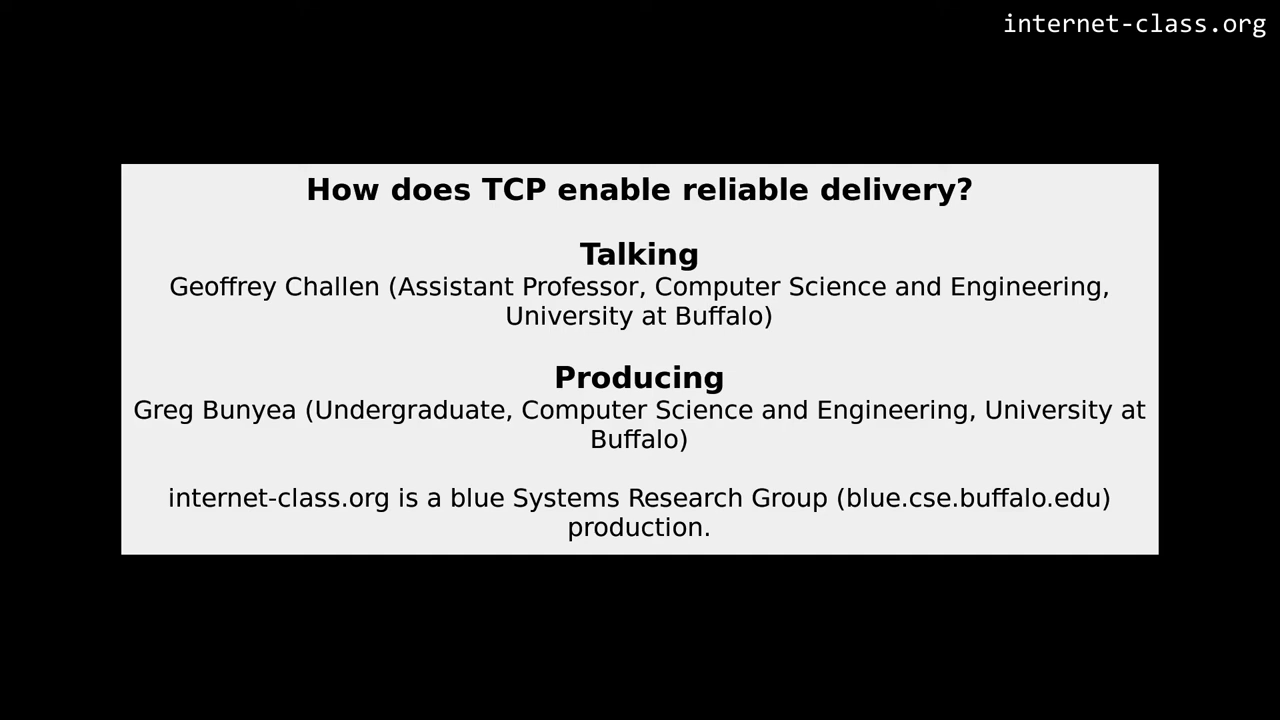 internet-class.org
How does TCP enable reliable delivery?
Talking
Geoffrey Challen (Assistant Professor, Computer Science and Engineering,
University at Buffalo)
Producing
Greg Bunyea (Undergraduate, Computer Science and Engineering, University at
Buffalo)
internet-class.org is a blue Systems Research Group (blue.cse.buffalo.edu)
production.